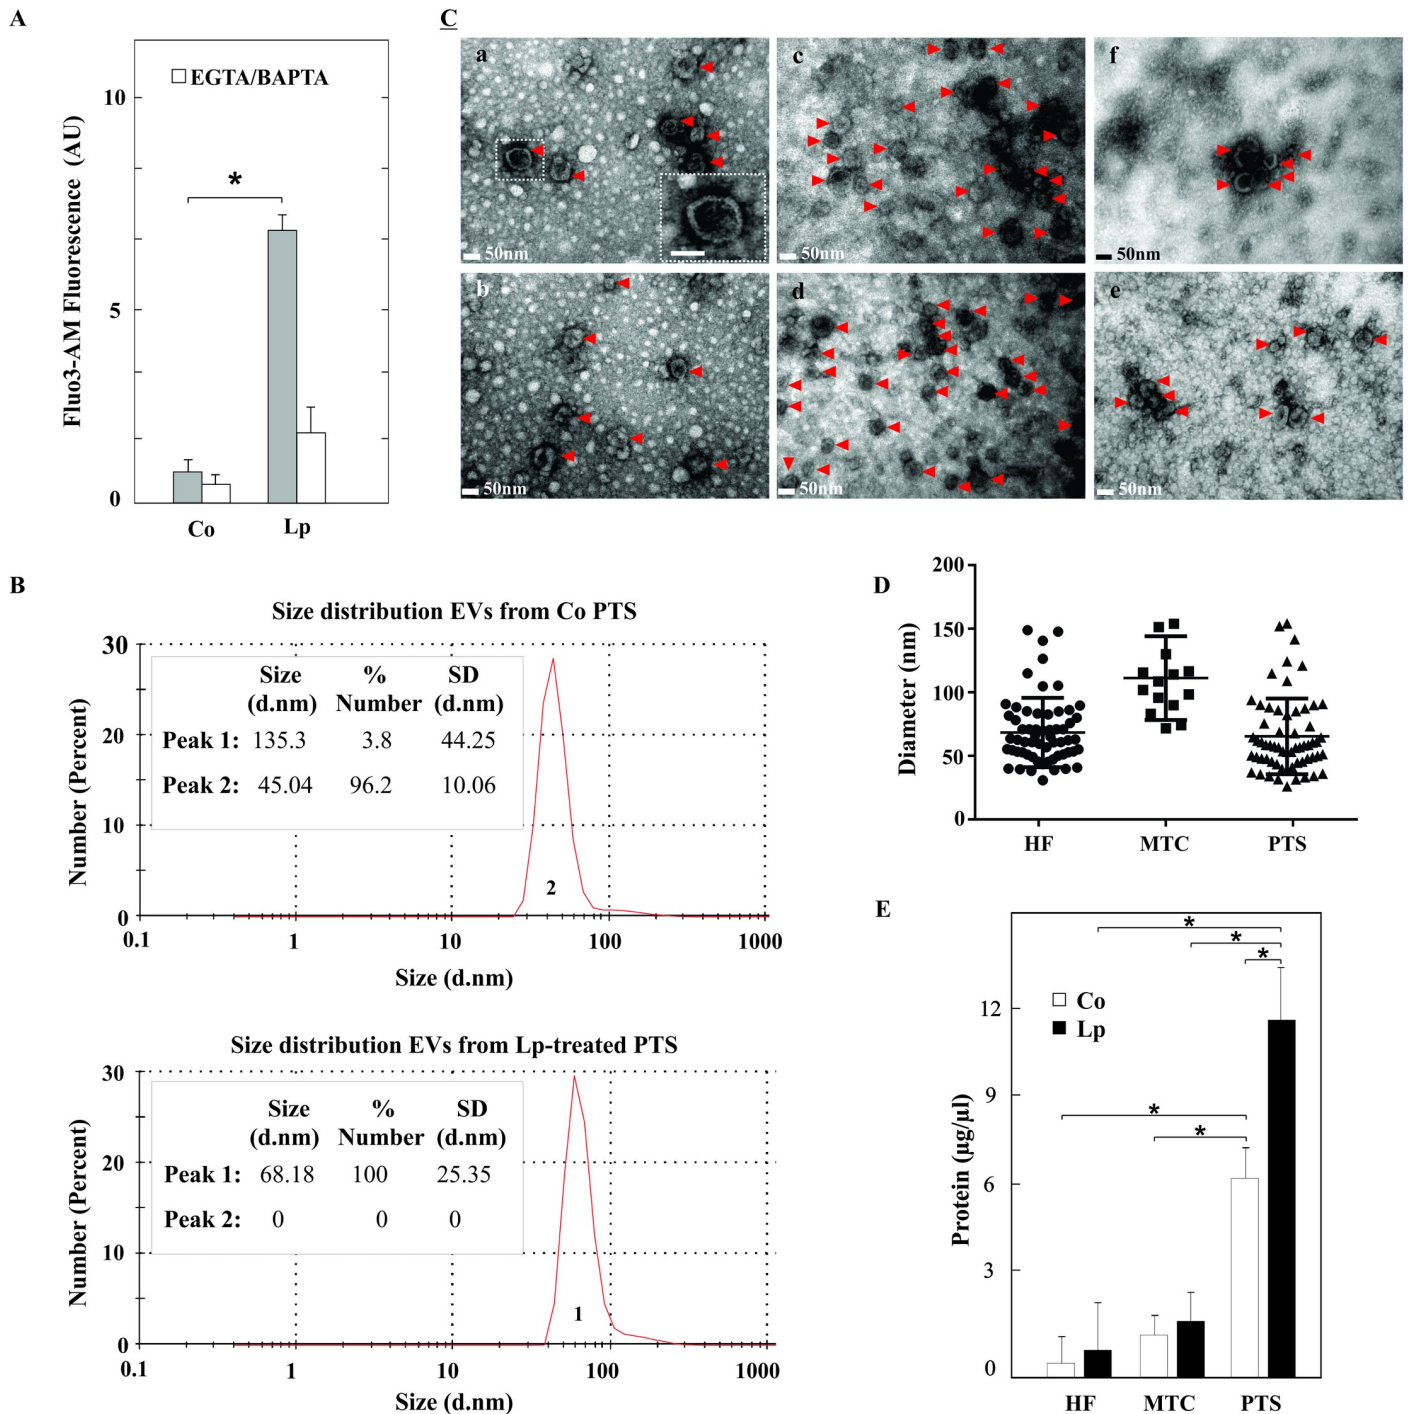 A
EGTA/BAPTA
10
5
0
Fluo3-AM Fluorescence (AU)
*
Co
Lp
C
a
50nm
c
50nm
f
50nm
b
50nm
d
50nm
e
50nm
B
Size distribution EVs from Co PTS
Number (Percent)
30
20
10
0
Size % SD
(d.nm) Number (d.nm)
Peak 1: 135.3 3.8 44.25
Peak 2: 45.04 96.2 10.06
2
0.1 1 10 100 1000
Size (d.nm)
Size distribution EVs from Lp-treated PTS
Number (Percent)
30
20
10
0
Size % SD
(d.nm) Number (d.nm)
Peak 1: 68.18 100 25.35
Peak 2: 0 0 0
1
0.1 1 10 100 1000
Size (d.nm)
D
Diameter (nm)
200
150
100
50
0
HF MTC PTS
E
Protein (µg/µl)
12
9
6
3
0
Co
Lp
*
*
*
*
*
HF MTC PTS